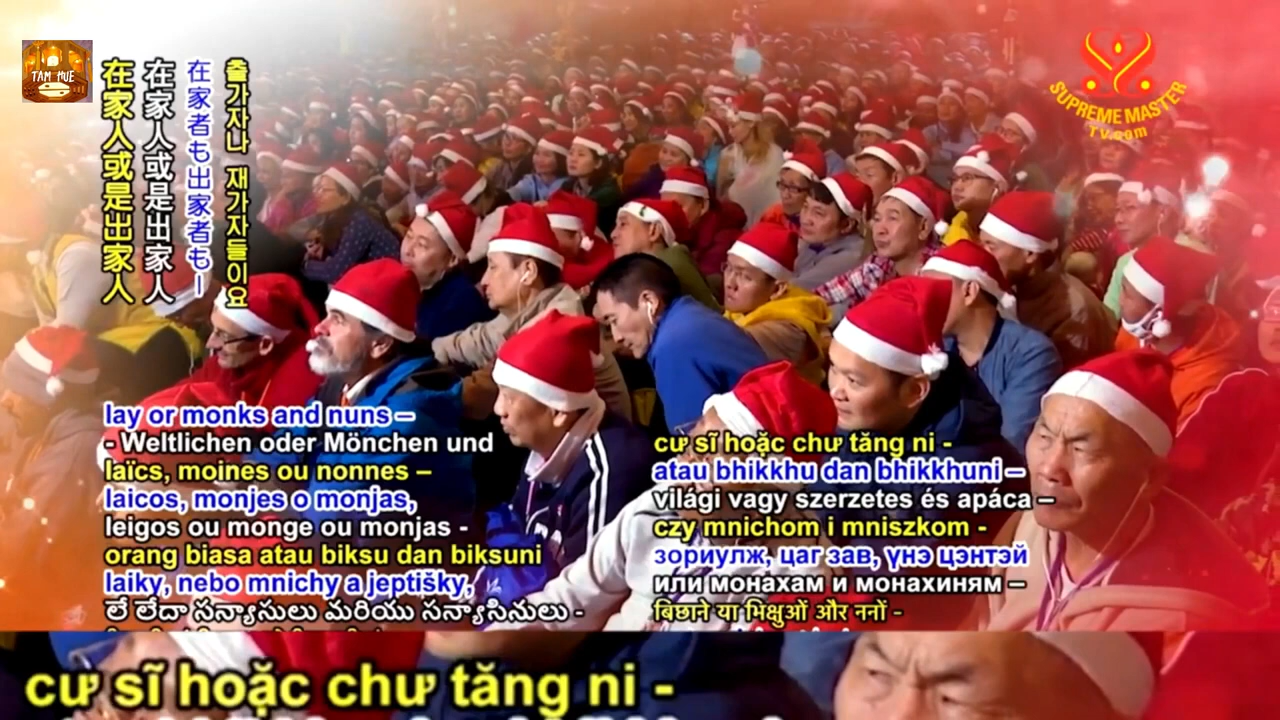 TAM HUE
在家人或是出家人
在家人或是出家人
在家者も出家者もー
출가자나 재가자들이요
SUPREME MASTER
TV.com
lay or monks and nuns –
- Weltlichen oder Mönchen und
laïcs, moines ou nonnes –
laicos, monjes o monjas,
leigos ou monge ou monjas -
orang biasa atau biksu dan biksuni
laiky, nebo mnichy a jeptišky,
లే లేదా సన్యాసులు మరియు సన్యాసినులు -
cư sĩ hoặc chư tăng ni -
atau bhikkhu dan bhikkhuni –
világi vagy szerzetes és apáca –
czy mnichom i mniszkom -
зориулж, цаг зав, үнэ цэнтэй
или монахам и монахиням –
बिछाने या भिक्षुओं और ननों -
cư sĩ hoặc chư tăng ni -